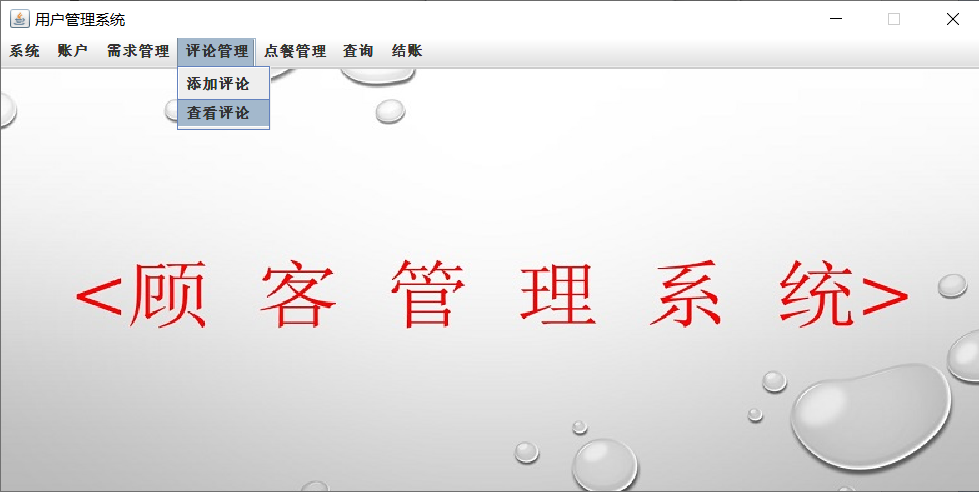 用户管理系统
系统 账户 需求管理 评论管理 点餐管理 查询 结账
添加评论
查看评论
<顾 客 管 理 系 统>